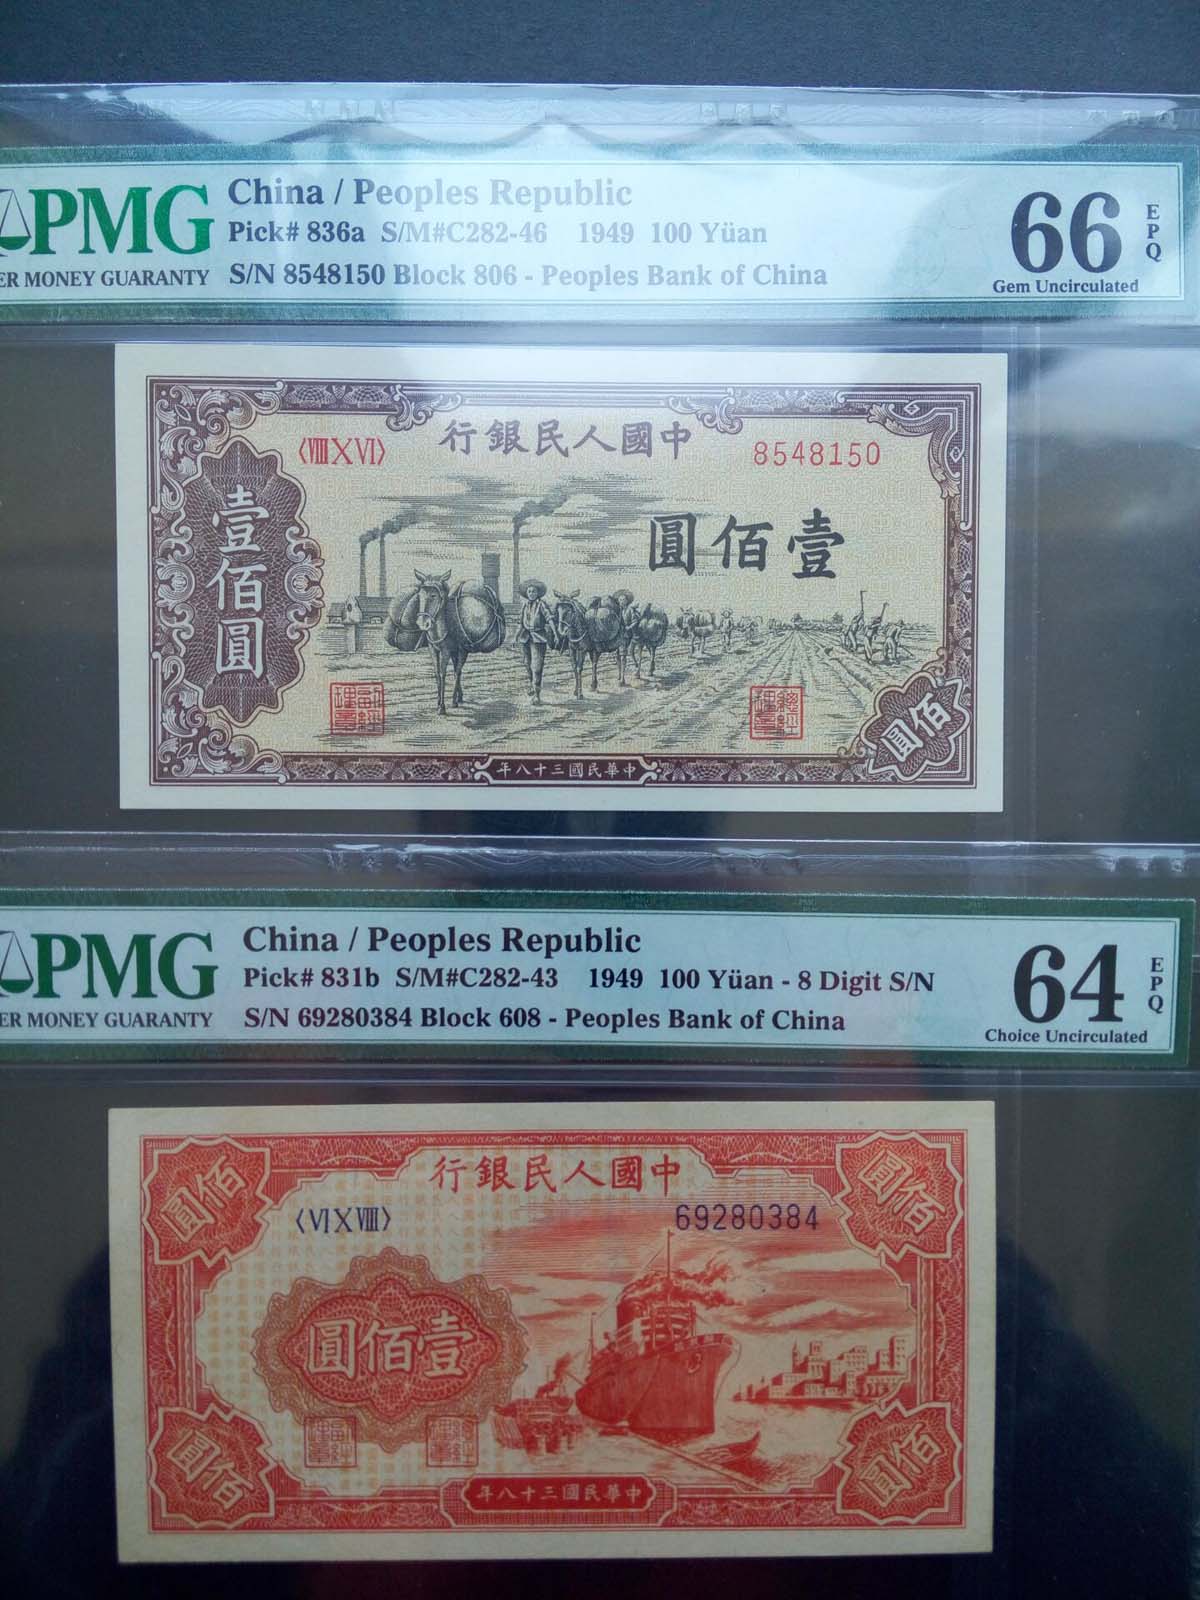 PMG
ER MONEY GUARANTY
China / Peoples Republic
Pick# 836a S/M#C282-46 1949 100 Yüan
S/N 8548150 Block 806 - Peoples Bank of China
66
EPQ
Gem Uncirculated
行銀民人國中
〈VIII X VI〉
8548150
圓佰壹
壹佰圓
佰圓
年八十三國民華中
PMG
ER MONEY GUARANTY
China / Peoples Republic
Pick# 831b S/M#C282-43 1949 100 Yüan - 8 Digit S/N
S/N 69280384 Block 608 - Peoples Bank of China
64
EPQ
Choice Uncirculated
圓佰
行銀民人國中
圓佰
〈VI X VIII〉
69280384
圓佰壹
圓佰
圓佰
年八十三國民華中